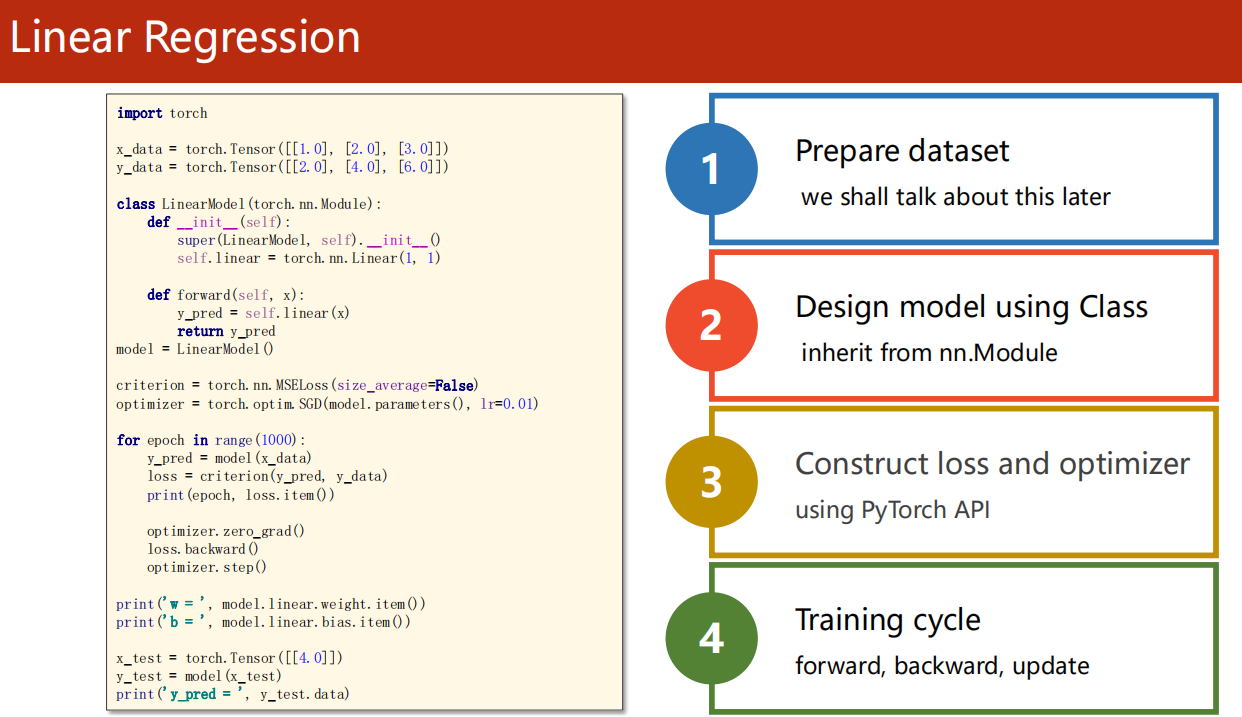 Linear Regression
import torch
x_data = torch.Tensor([[1.0], [2.0], [3.0]])
y_data = torch.Tensor([[2.0], [4.0], [6.0]])
class LinearModel(torch.nn.Module):
    def __init__(self):
        super(LinearModel, self).__init__()
        self.linear = torch.nn.Linear(1, 1)
    def forward(self, x):
        y_pred = self.linear(x)
        return y_pred
model = LinearModel()
criterion = torch.nn.MSELoss(size_average=False)
optimizer = torch.optim.SGD(model.parameters(), lr=0.01)
for epoch in range(1000):
    y_pred = model(x_data)
    loss = criterion(y_pred, y_data)
    print(epoch, loss.item())
    optimizer.zero_grad()
    loss.backward()
    optimizer.step()
print('w = ', model.linear.weight.item())
print('b = ', model.linear.bias.item())
x_test = torch.Tensor([[4.0]])
y_test = model(x_test)
print('y_pred = ', y_test.data)
1
Prepare dataset
we shall talk about this later
2
Design model using Class
inherit from nn.Module
3
Construct loss and optimizer
using PyTorch API
4
Training cycle
forward, backward, update